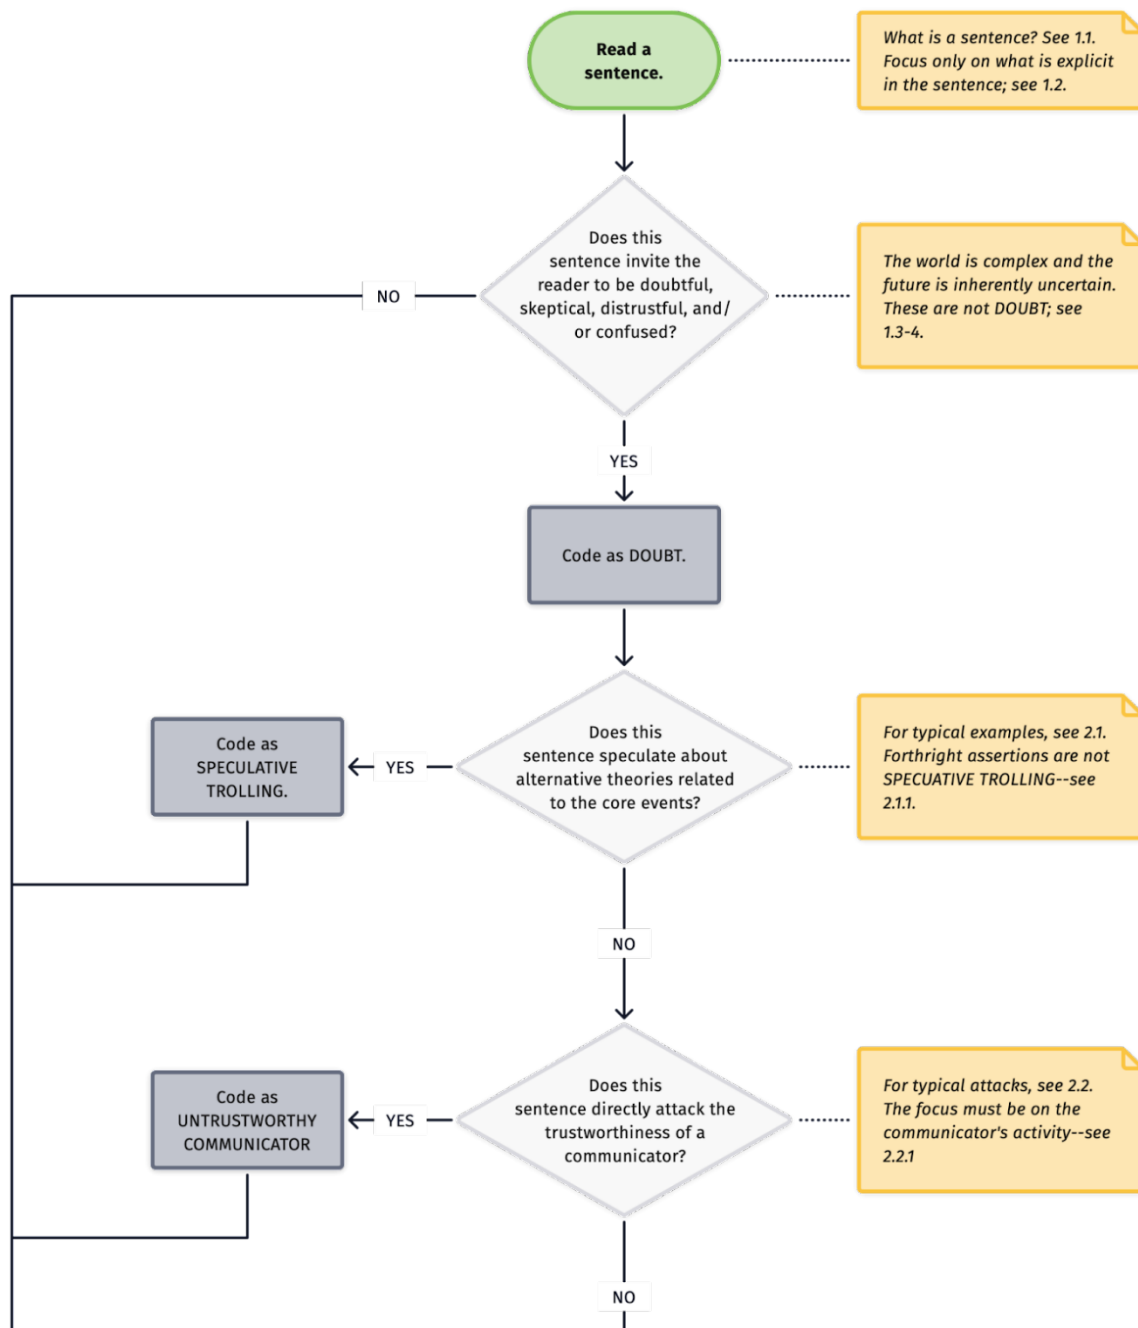 Read a
sentence.
What is a sentence? See 1.1.
Focus only on what is explicit
in the sentence; see 1.2.
Does this
sentence invite the
reader to be doubtful,
skeptical, distrustful, and/
or confused?
NO
The world is complex and the
future is inherently uncertain.
These are not DOUBT; see
1.3-4.
YES
Code as DOUBT.
Does this
sentence speculate about
alternative theories related
to the core events?
YES
Code as
SPECULATIVE
TROLLING.
For typical examples, see 2.1.
Forthright assertions are not
SPECUATIVE TROLLING--see
2.1.1.
NO
Does this
sentence directly attack the
trustworthiness of a
communicator?
YES
Code as
UNTRUSTWORTHY
COMMUNICATOR
For typical attacks, see 2.2.
The focus must be on the
communicator's activity--see
2.2.1
NO